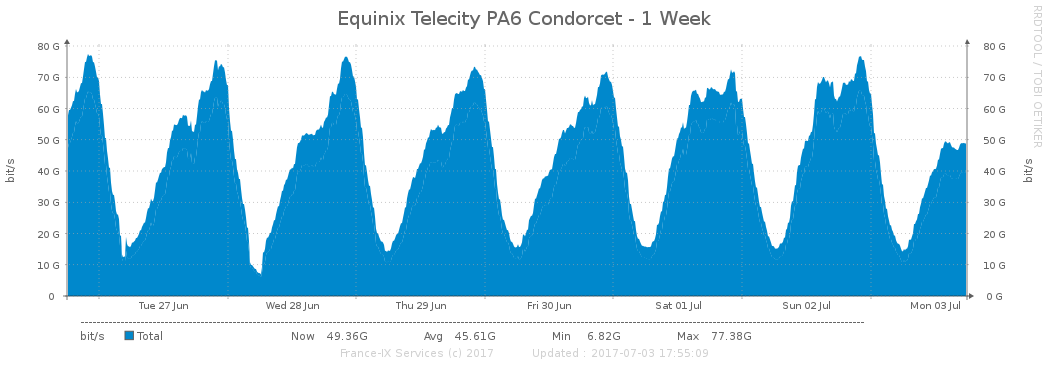 Equinix Telecity PA6 Condorcet - 1 Week
RRDTOOL / TOBI OETIKER
80 G 80 G
70 G 70 G
60 G 60 G
50 G 50 G
40 G 40 G
30 G 30 G
20 G 20 G
10 G 10 G
0 0 G
bit/s
bit/s
Tue 27 Jun Wed 28 Jun Thu 29 Jun Fri 30 Jun Sat 01 Jul Sun 02 Jul Mon 03 Jul
bit/s Total Now 49.36G Avg 45.61G Min 6.82G Max 77.38G
France-IX Services (c) 2017 Updated : 2017-07-03 17:55:09